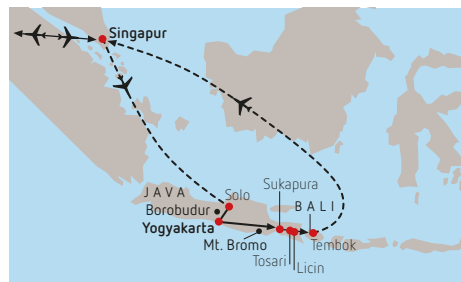 Singapur
Sukapura
JAVA
Solo
BALI
Borobudur
Yogyakarta
Mt. Bromo
Tembok
Tosari
Licin